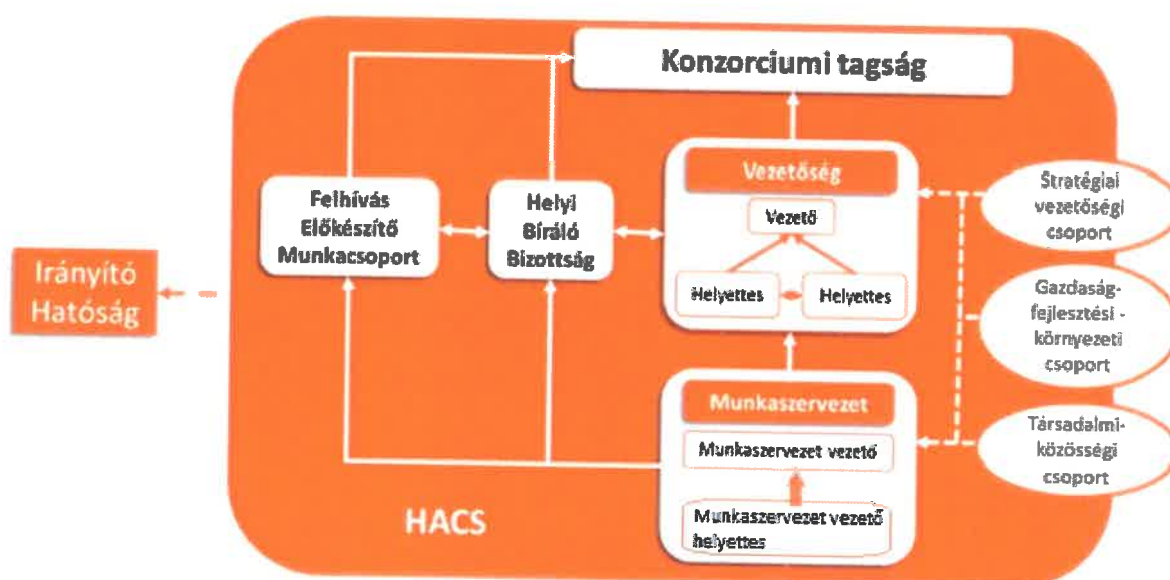 Konzorciumi tagság
Vezetőség
Vezető
Helyettes
Helyettes
Felhívás
Előkészítő
Munkacsoport
Helyi
Bíráló
Bizottság
Irányító
Hatóság
Stratégiai
vezetőségi
csoport
Gazdaság-
fejlesztési -
környezeti
csoport
Társadalmi-
közösségi
csoport
Munkaszervezet
Munkaszervezet vezető
Munkaszervezet vezető
helyettes
HACS